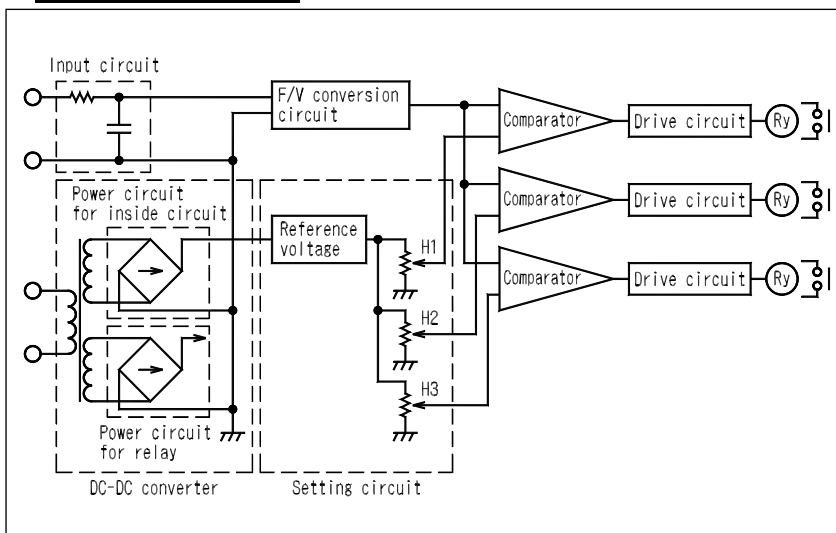 Input circuit
F/V conversion
circuit
Comparator
Drive circuit
Ry
Power circuit
for inside circuit
Reference
voltage
H1
Comparator
Drive circuit
Ry
H2
Comparator
Drive circuit
Ry
H3
Power circuit
for relay
DC-DC converter
Setting circuit